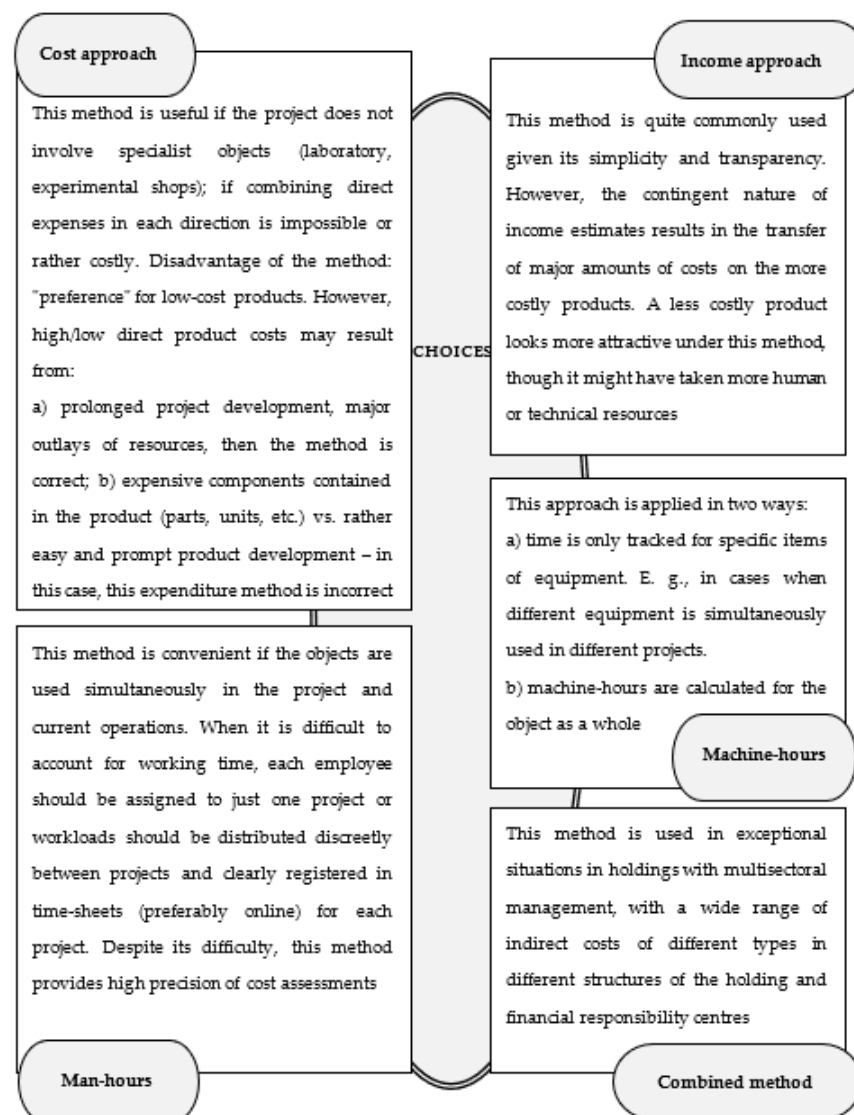 Cost approach
This method is useful if the project does not
involve specialist objects (laboratory,
experimental shops); if combining direct
expenses in each direction is impossible or
rather costly. Disadvantage of the method:
"preference" for low-cost products. However,
high/low direct product costs may result
from:
a) prolonged project development, major
outlays of resources, then the method is
correct; b) expensive components contained
in the product (parts, units, etc.) vs. rather
easy and prompt product development – in
this case, this expenditure method is incorrect
CHOICES
Income approach
This method is quite commonly used
given its simplicity and transparency.
However, the contingent nature of
income estimates results in the transfer
of major amounts of costs on the more
costly products. A less costly product
looks more attractive under this method,
though it might have taken more human
or technical resources
This approach is applied in two ways:
a) time is only tracked for specific items
of equipment. E. g., in cases when
different equipment is simultaneously
used in different projects.
b) machine-hours are calculated for the
object as a whole
Machine-hours
This method is convenient if the objects are
used simultaneously in the project and
current operations. When it is difficult to
account for working time, each employee
should be assigned to just one project or
workloads should be distributed discreetly
between projects and clearly registered in
time-sheets (preferably online) for each
project. Despite its difficulty, this method
provides high precision of cost assessments
Man-hours
This method is used in exceptional
situations in holdings with multisectoral
management, with a wide range of
indirect costs of different types in
different structures of the holding and
financial responsibility centres
Combined method